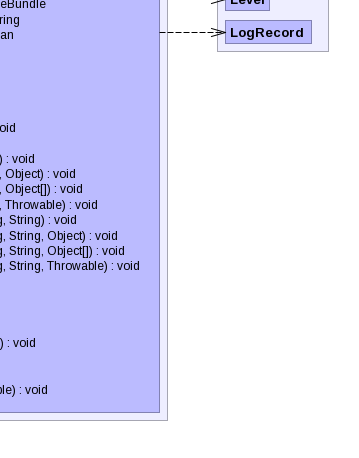 eBundle
Level
ring
LogRecord
an
oid
) : void
, Object) : void
, Object[]) : void
, Throwable) : void
g, String) : void
g, String, Object) : void
g, String, Object[]) : void
g, String, Throwable) : void
) : void
ble) : void